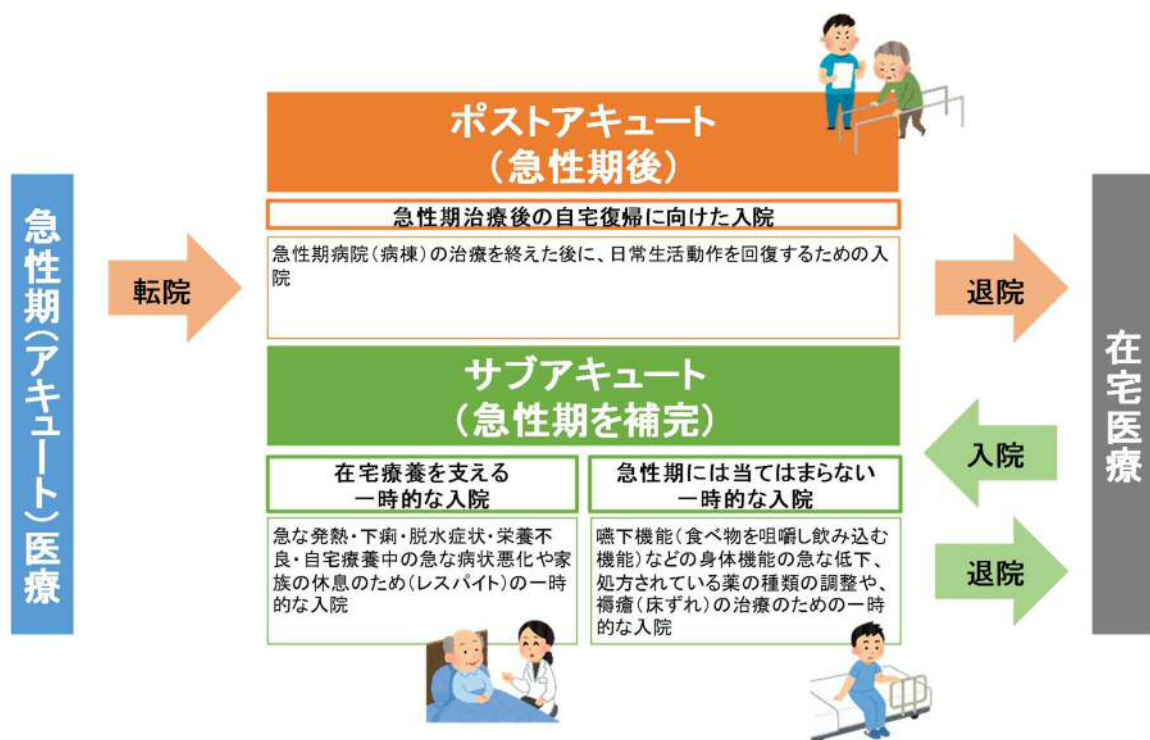 ポストアキュート
（急性期後）
急性期治療後の自宅復帰に向けた入院
急性期病院（病棟）の治療を終えた後に、日常生活動作を回復するための入
院
急性期（アキュート）医療
転院
退院
在宅医療
サブアキュート
（急性期を補完）
入院
退院
在宅療養を支える
一時的な入院
急な発熱・下痢・脱水症状・栄養不
良・自宅療養中の急な病状悪化や家
族の休息のため（レスパイト）の一時
的な入院
急性期には当てはまらない
一時的な入院
嚥下機能（食べ物を咀嚼し飲み込む
機能）などの身体機能の急な低下、
処方されている薬の種類の調整や、
褥瘡（床ずれ）の治療のための一時
的な入院